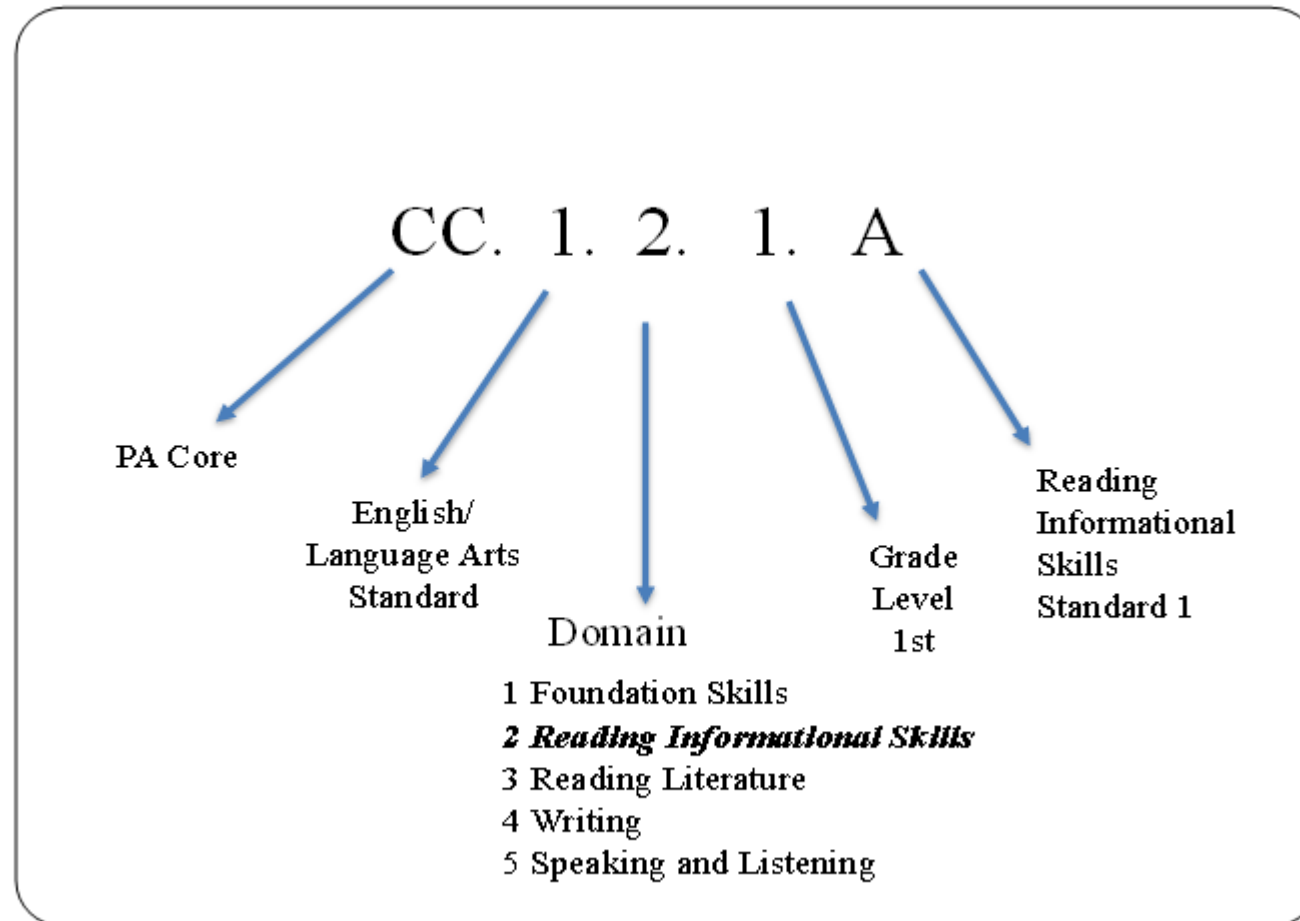 CC. 1. 2. 1. A
PA Core
English/
Language Arts
Standard
Domain
1 Foundation Skills
2 Reading Informational Skills
3 Reading Literature
4 Writing
5 Speaking and Listening
Grade
Level
1st
Reading
Informational
Skills
Standard 1